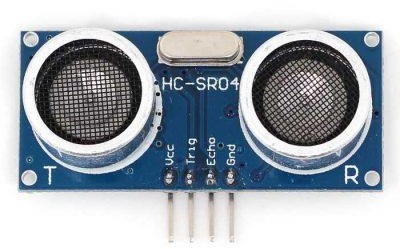 HC-SR04
T
Vcc
Trig
Echo
Gnd
R